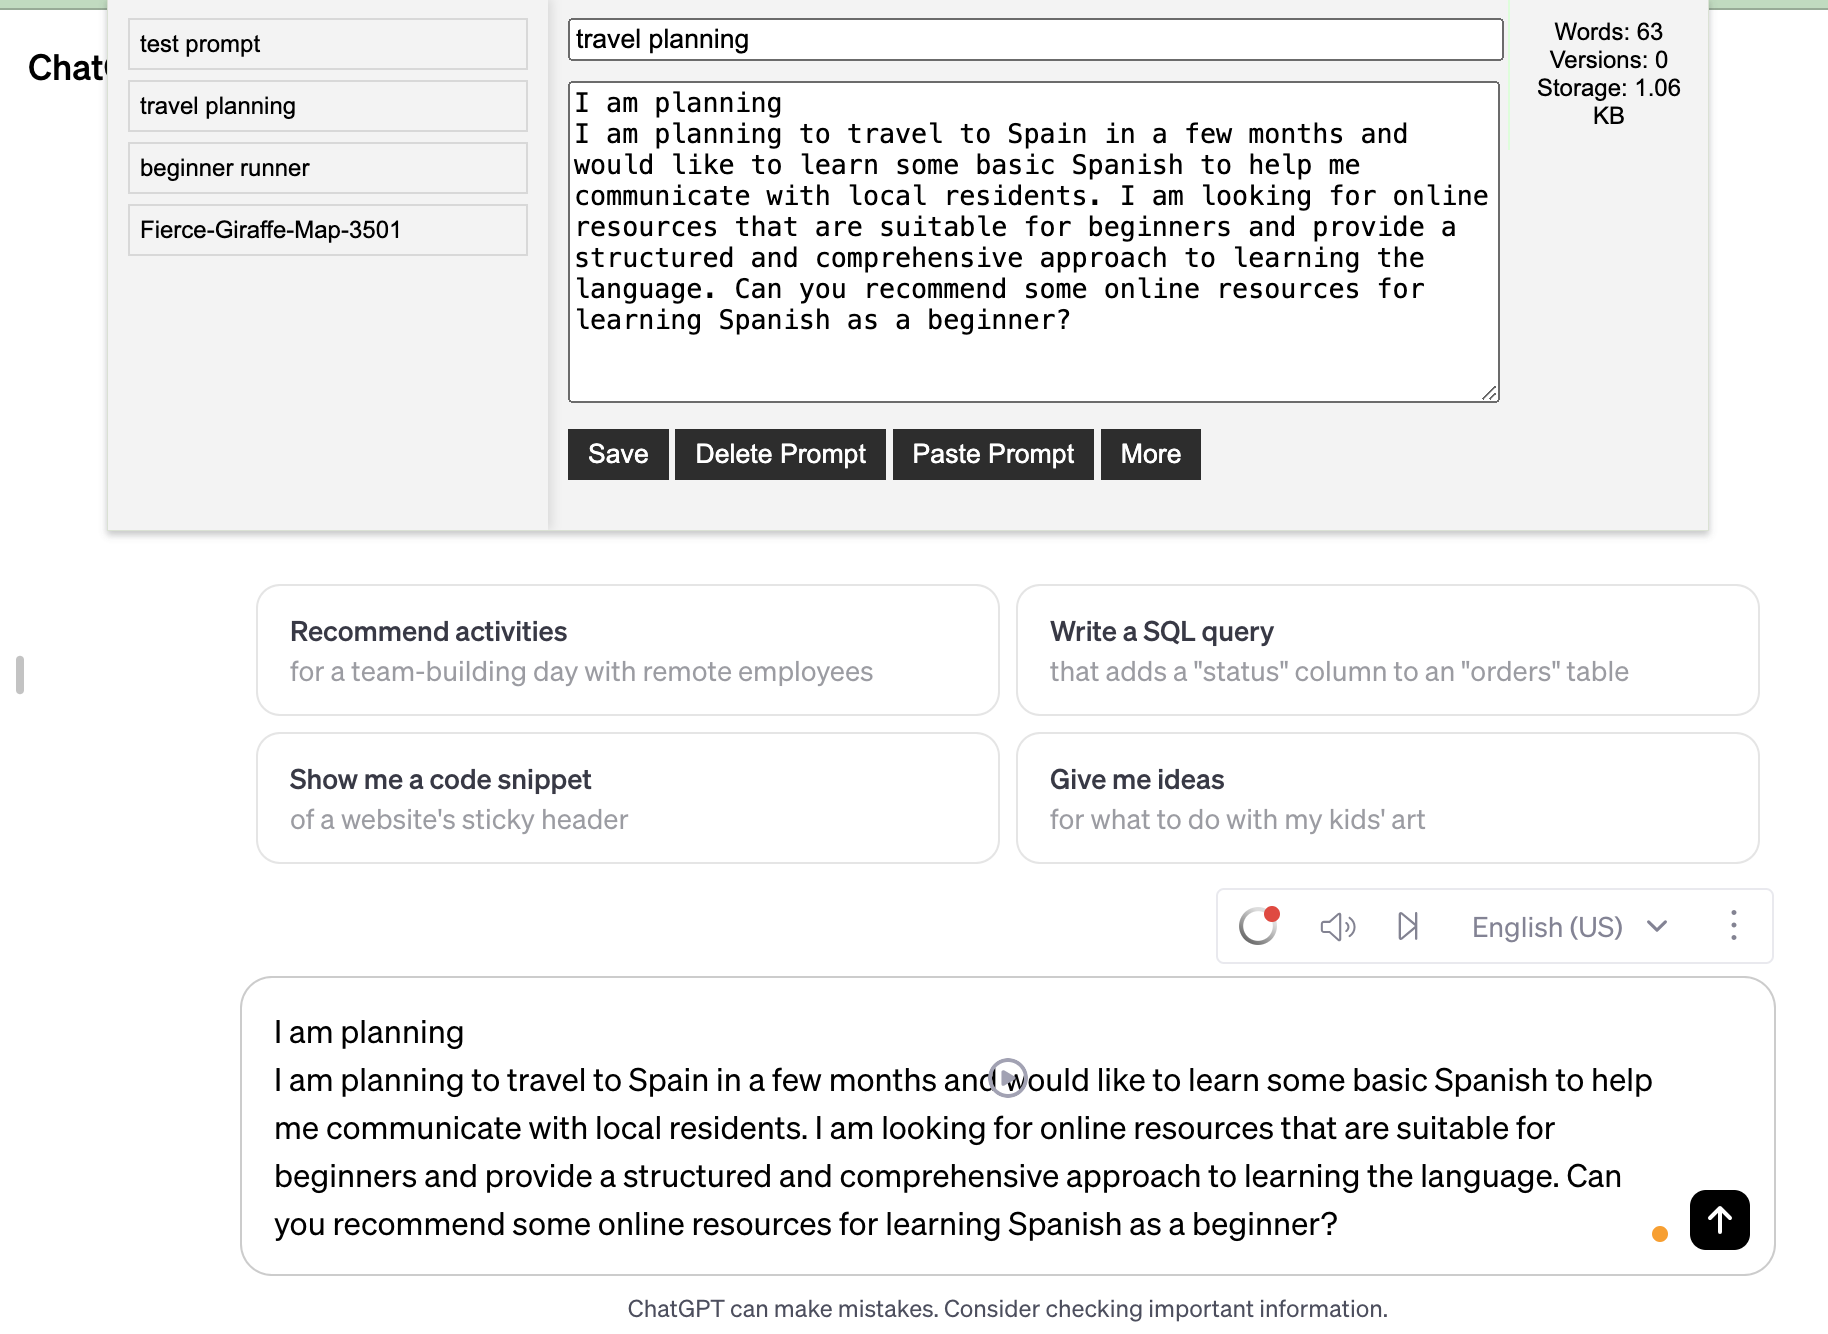 Chat
test prompt
travel planning
beginner runner
Fierce-Giraffe-Map-3501
travel planning
I am planning
I am planning to travel to Spain in a few months and
would like to learn some basic Spanish to help me
communicate with local residents. I am looking for online
resources that are suitable for beginners and provide a
structured and comprehensive approach to learning the
language. Can you recommend some online resources for
learning Spanish as a beginner?
Save Delete Prompt Paste Prompt More
Words: 63
Versions: 0
Storage: 1.06
KB
Recommend activities
for a team-building day with remote employees
Write a SQL query
that adds a "status" column to an "orders" table
Show me a code snippet
of a website's sticky header
Give me ideas
for what to do with my kids' art
English (US)
I am planning
I am planning to travel to Spain in a few months and would like to learn some basic Spanish to help
me communicate with local residents. I am looking for online resources that are suitable for
beginners and provide a structured and comprehensive approach to learning the language. Can
you recommend some online resources for learning Spanish as a beginner?
ChatGPT can make mistakes. Consider checking important information.